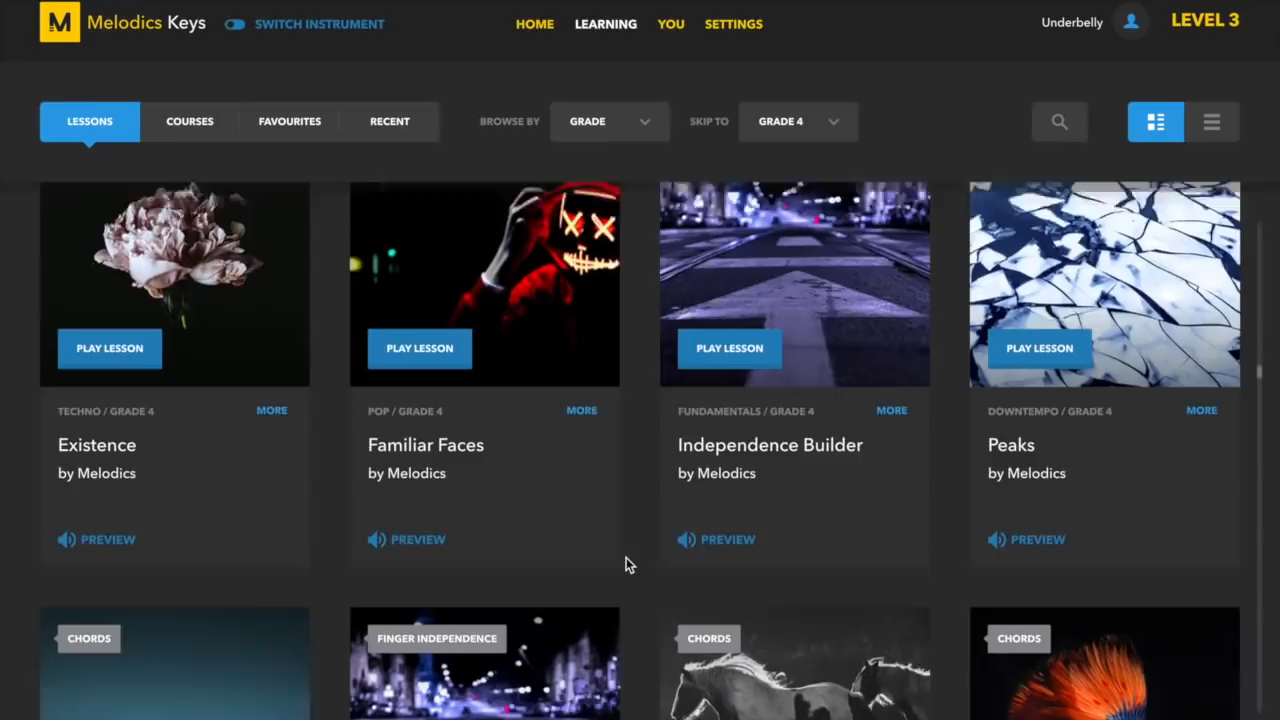 M Melodics Keys
SWITCH INSTRUMENT
HOME LEARNING YOU SETTINGS
Underbelly
LEVEL 3
LESSONS COURSES FAVOURITES RECENT
BROWSE BY GRADE
SKIP TO GRADE 4
PLAY LESSON
TECHNO / GRADE 4 MORE
Existence
by Melodics
PREVIEW
PLAY LESSON
POP / GRADE 4 MORE
Familiar Faces
by Melodics
PREVIEW
PLAY LESSON
FUNDAMENTALS / GRADE 4 MORE
Independence Builder
by Melodics
PREVIEW
PLAY LESSON
DOWNTEMPO / GRADE 4 MORE
Peaks
by Melodics
PREVIEW
CHORDS
FINGER INDEPENDENCE
CHORDS
CHORDS